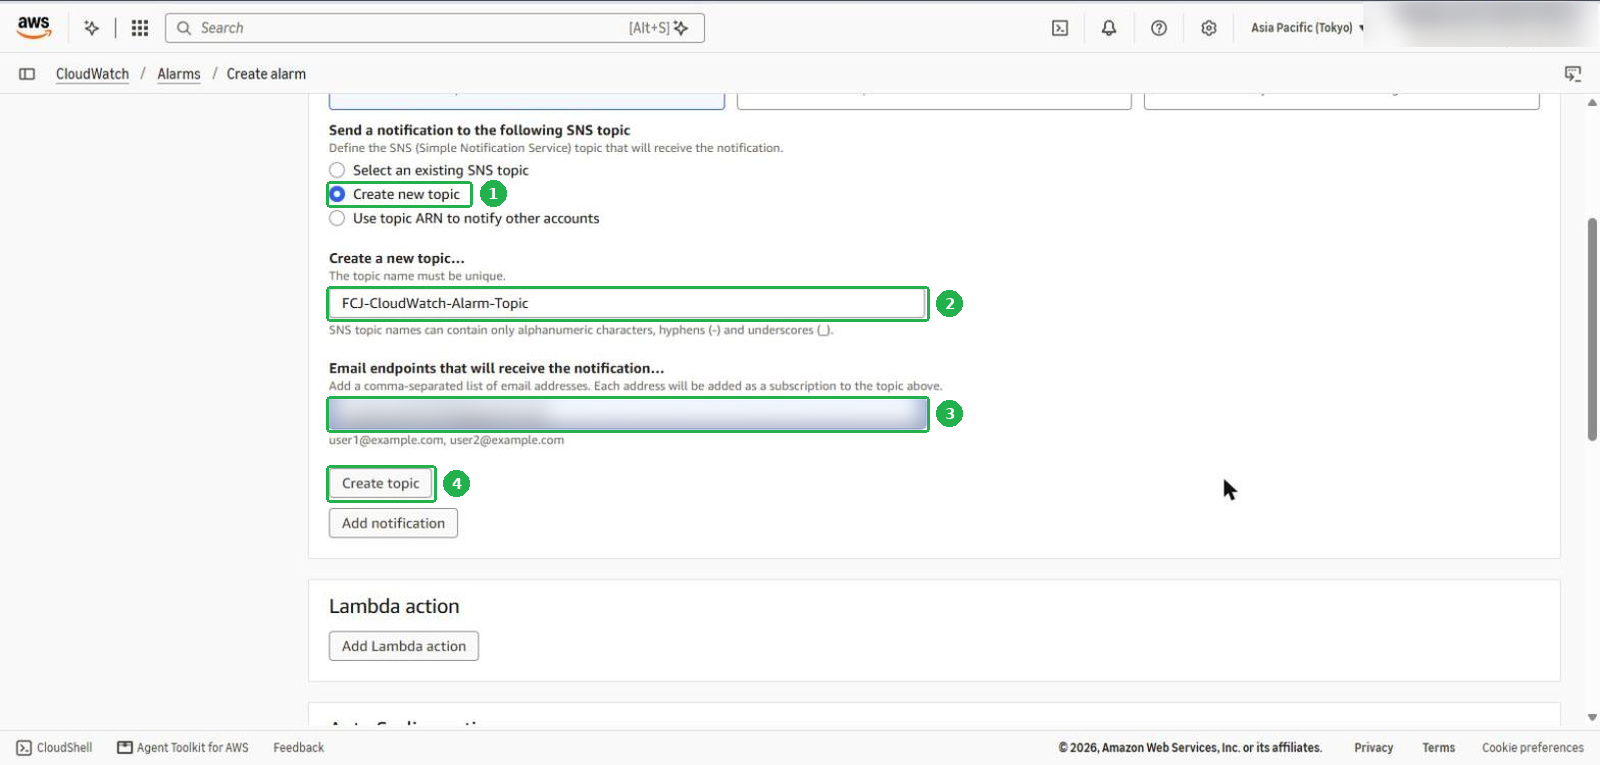 aws
Search
[Alt+S]
Asia Pacific (Tokyo)
CloudWatch / Alarms / Create alarm
Send a notification to the following SNS topic
Define the SNS (Simple Notification Service) topic that will receive the notification.
Select an existing SNS topic
Create new topic
1
Use topic ARN to notify other accounts
Create a new topic...
The topic name must be unique.
FCJ-CloudWatch-Alarm-Topic
2
SNS topic names can contain only alphanumeric characters, hyphens (-) and underscores (_).
Email endpoints that will receive the notification...
Add a comma-separated list of email addresses. Each address will be added as a subscription to the topic above.
3
user1@example.com, user2@example.com
Create topic
4
Add notification
Lambda action
Add Lambda action
CloudShell
Agent Toolkit for AWS
Feedback
© 2026, Amazon Web Services, Inc. or its affiliates.
Privacy
Terms
Cookie preferences